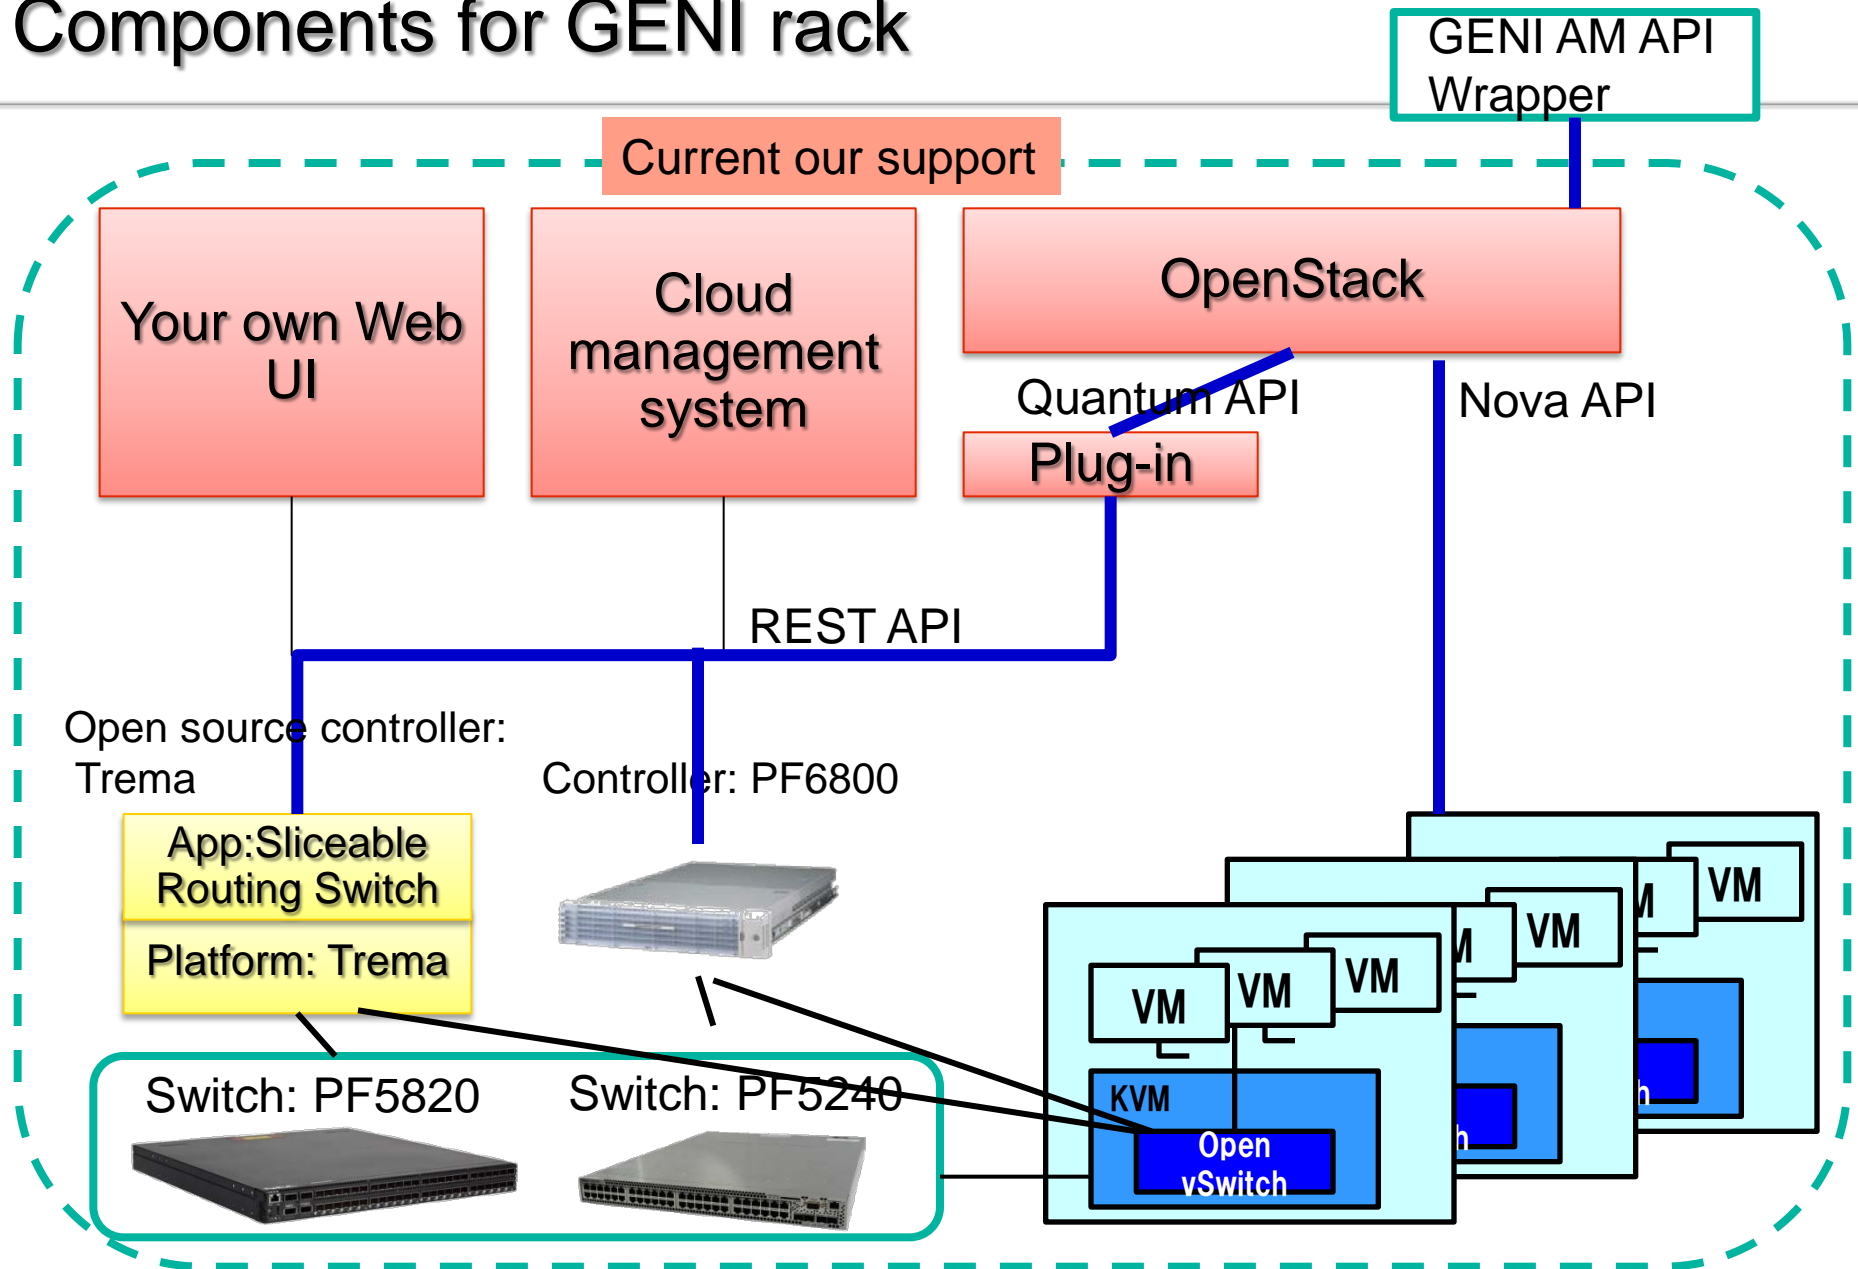 Components for GENI rack
GENI AM API
Wrapper
Current our support
Your own Web
UI
Cloud
management
system
OpenStack
Quantum API
Nova API
Plug-in
REST API
Open source controller:
Trema
Controller: PF6800
App:Sliceable
Routing Switch
Platform: Trema
Switch: PF5820
Switch: PF5240
VM
VM
VM
VM
VM
KVM
Open
vSwitch